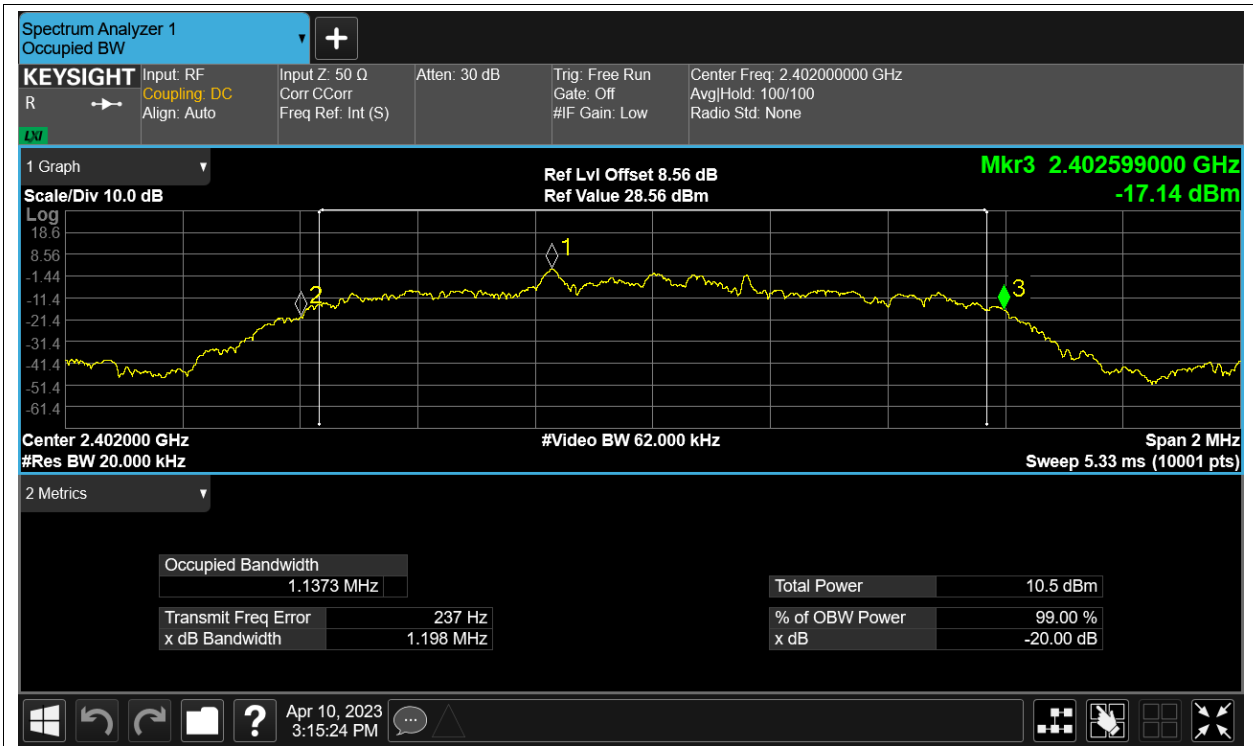 Spectrum Analyzer 1
Occupied BW
KEYSIGHT
R
LXI
Input: RF
Coupling: DC
Align: Auto
Input Z: 50 Ω
Corr CCorr
Freq Ref: Int (S)
Atten: 30 dB
Trig: Free Run
Gate: Off
#IF Gain: Low
Center Freq: 2.402000000 GHz
Avg|Hold: 100/100
Radio Std: None
1 Graph
Scale/Div 10.0 dB
Ref Lvl Offset 8.56 dB
Ref Value 28.56 dBm
Mkr3 2.402599000 GHz
-17.14 dBm
Log
18.6
8.56
-1.44
-11.4
-21.4
-31.4
-41.4
-51.4
-61.4
1
2
3
Center 2.402000 GHz
#Res BW 20.000 kHz
#Video BW 62.000 kHz
Span 2 MHz
Sweep 5.33 ms (10001 pts)
2 Metrics
Occupied Bandwidth
1.1373 MHz
Transmit Freq Error 237 Hz
x dB Bandwidth 1.198 MHz
Total Power 10.5 dBm
% of OBW Power 99.00 %
x dB -20.00 dB
?
Apr 10, 2023
3:15:24 PM